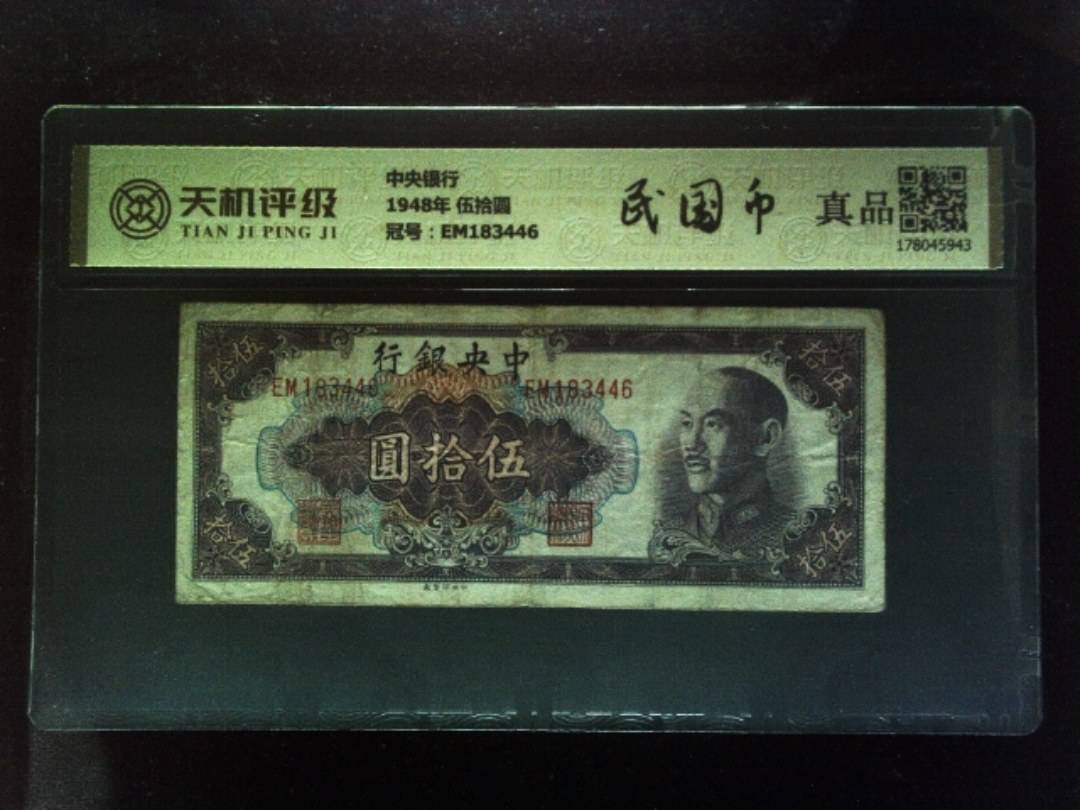 天机评级
TIAN JI PING JI
中央银行
1948年 伍拾圆
冠号：EM183446
民国币
真品
178045943
行銀央中
EM183446 EM183446
圓拾伍
拾伍
拾伍
拾伍
拾伍